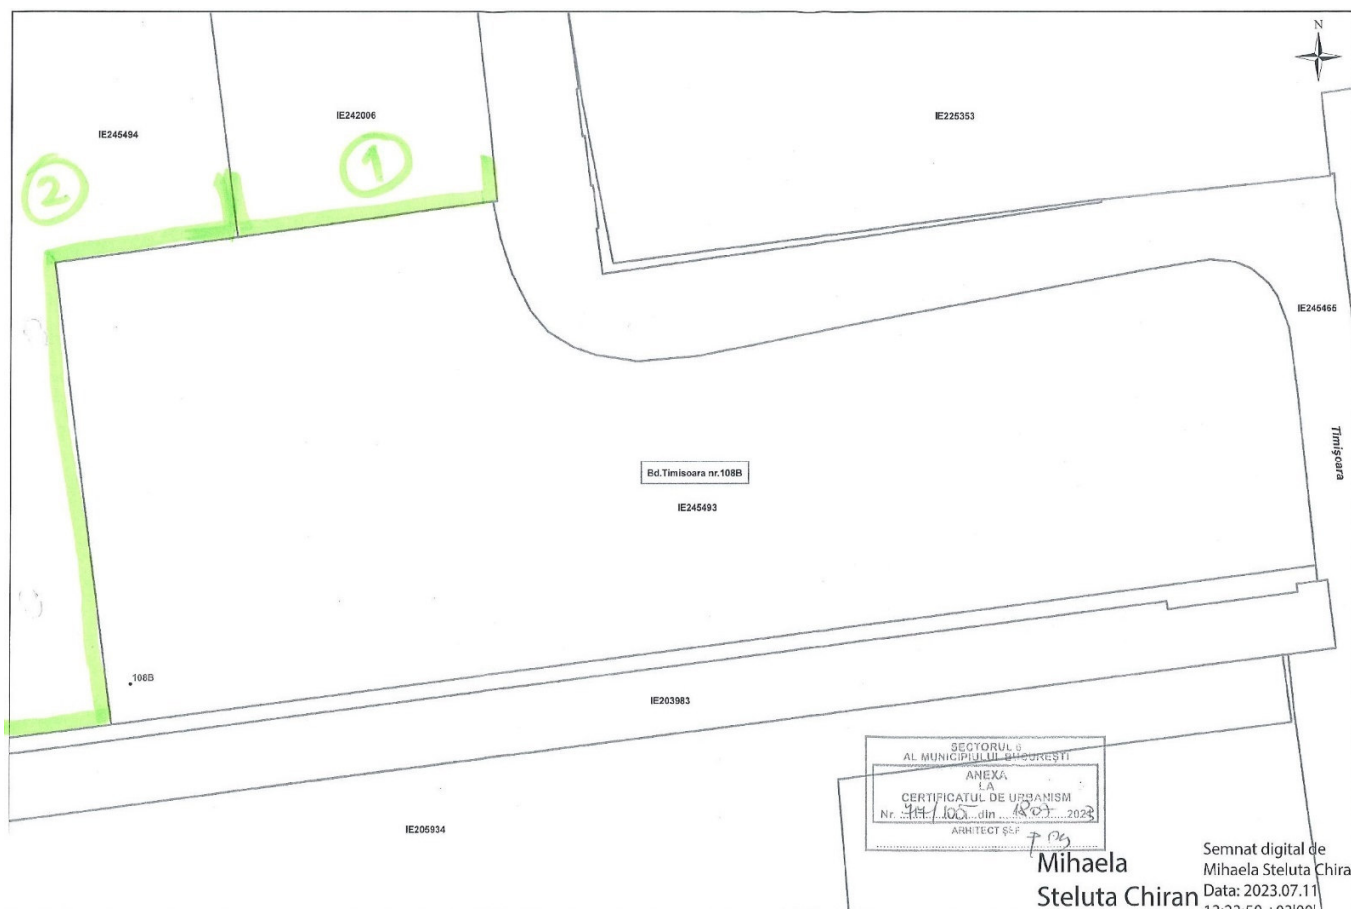 N
IE245494
IE242006
IE225353
2
1
IE245465
Timişoara
Bd.Timisoara nr.108B
IE245493
108B
IE203983
IE205934
SECTORUL 6
AL MUNICIPIULUI BUCUREŞTI
ANEXA
LA
CERTIFICATUL DE URBANISM
Nr. din 2023
ARHITECT ŞEF
Mihaela
Steluta Chiran
Semnat digital de
Mihaela Steluta Chira
Data: 2023.07.11